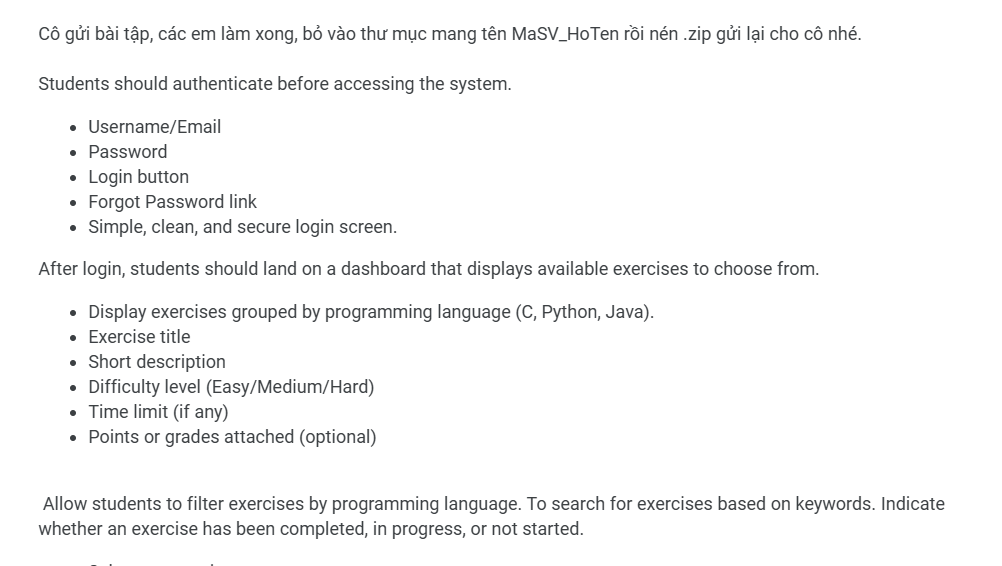 Cô gửi bài tập, các em làm xong, bỏ vào thư mục mang tên MaSV_HoTen rồi nén .zip gửi lại cho cô nhé.
Students should authenticate before accessing the system.
• Username/Email
• Password
• Login button
• Forgot Password link
• Simple, clean, and secure login screen.
After login, students should land on a dashboard that displays available exercises to choose from.
• Display exercises grouped by programming language (C, Python, Java).
• Exercise title
• Short description
• Difficulty level (Easy/Medium/Hard)
• Time limit (if any)
• Points or grades attached (optional)
Allow students to filter exercises by programming language. To search for exercises based on keywords. Indicate
whether an exercise has been completed, in progress, or not started.